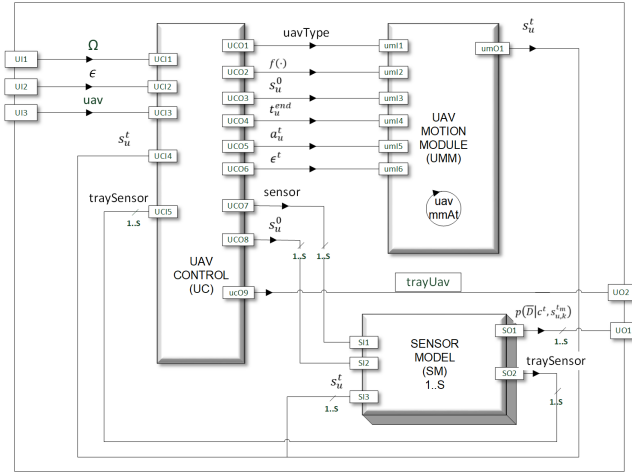 Ω
ϵ
uav
s_u^t
traySensor
1..S
UI1
UI2
UI3
UCI1
UCI2
UCI3
UCI4
UCI5
UAV
CONTROL
(UC)
UCO1
UCO2
UCO3
UCO4
UCO5
UCO6
UCO7
UCO8
ucO9
uavType
f(·)
s_u^0
t_u^end
a_u^t
ϵ^t
sensor
s_u^0
1..S
1..S
umI1
umI2
umI3
umI4
umI5
umI6
UAV
MOTION
MODULE
(UMM)
uav
mmAt
umO1
s_u^t
trayUav
UO2
UO1
SI1
SI2
SI3
s_u^t
1..S
SENSOR
MODEL
(SM)
1..S
SO1
SO2
p(D̅|c^t, s_{u,k}^{t_m})
1..S
traySensor
1..S